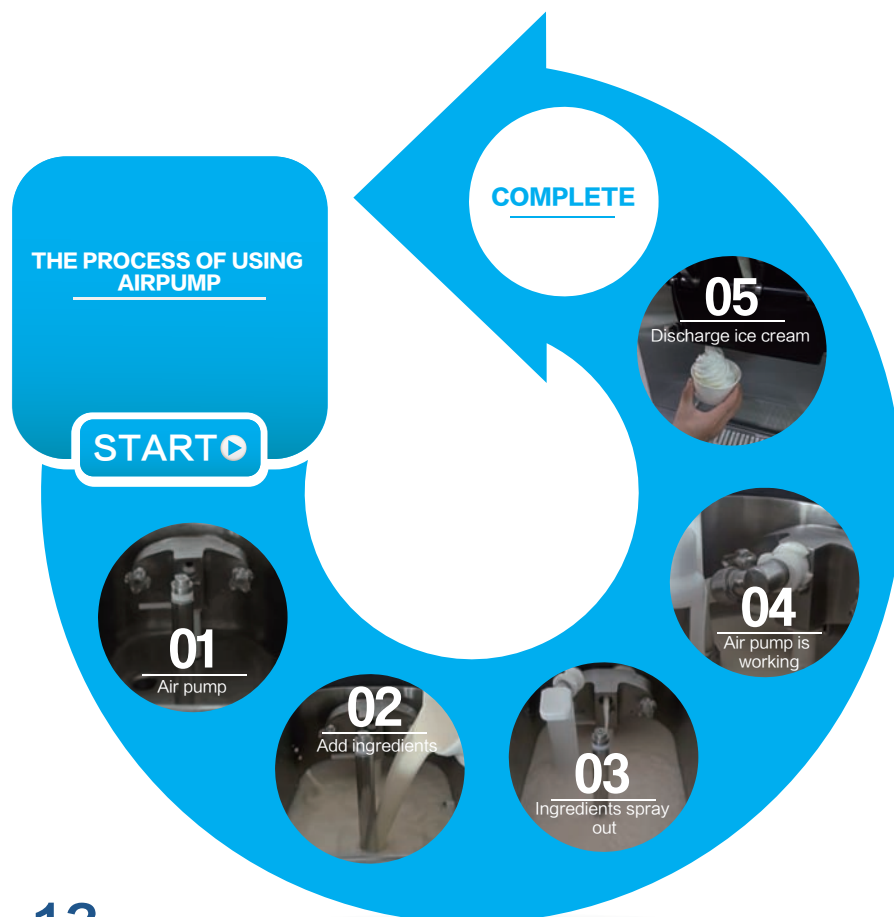 THE PROCESS OF USING
AIRPUMP
START
01
Air pump
02
Add ingredients
03
Ingredients spray
out
04
Air pump is
working
05
Discharge ice cream
COMPLETE